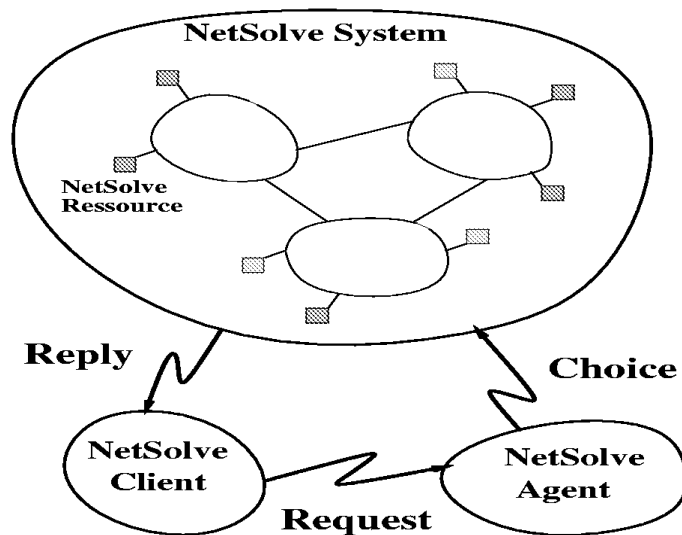 NetSolve System
NetSolve
Ressource
Reply
Choice
NetSolve
Client
NetSolve
Agent
Request